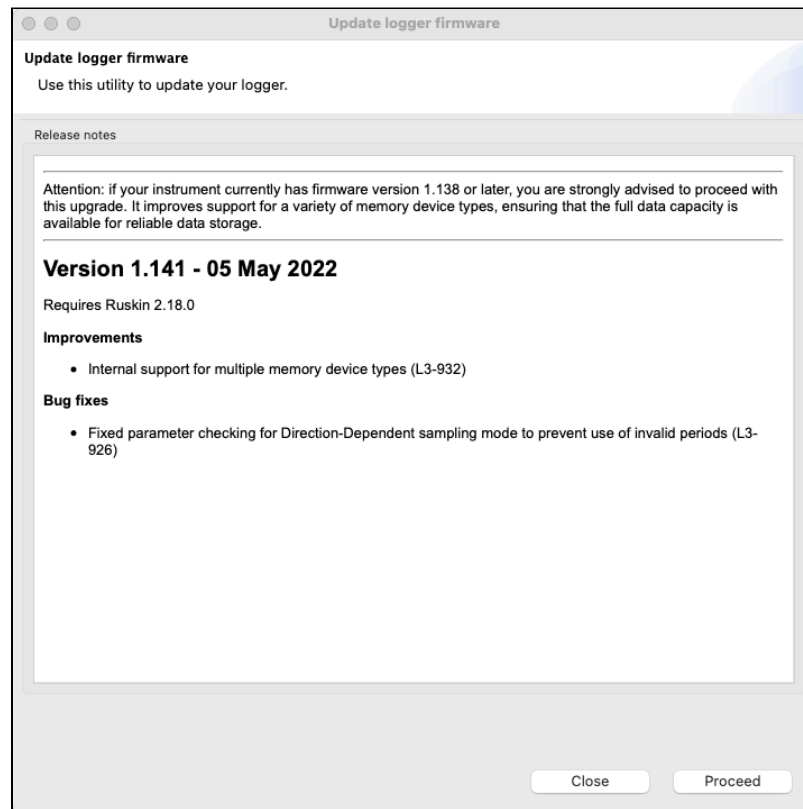 Update logger firmware
Update logger firmware
Use this utility to update your logger.
Release notes
Attention: if your instrument currently has firmware version 1.138 or later, you are strongly advised to proceed with
this upgrade. It improves support for a variety of memory device types, ensuring that the full data capacity is
available for reliable data storage.
Version 1.141 - 05 May 2022
Requires Ruskin 2.18.0
Improvements
• Internal support for multiple memory device types (L3-932)
Bug fixes
• Fixed parameter checking for Direction-Dependent sampling mode to prevent use of invalid periods (L3-
926)
Close Proceed